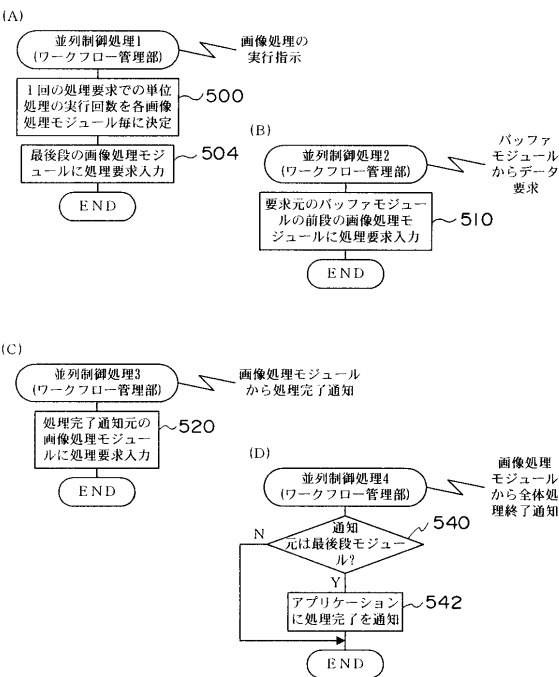 (A)
並列制御処理1
(ワークフロー管理部)
画像処理の
実行指示
1回の処理要求での単位
処理の実行回数を各画像
処理モジュール毎に決定
500
最後段の画像処理モジ
ュールに処理要求入力
504
END
(B)
並列制御処理2
(ワークフロー管理部)
バッファ
モジュール
からデータ
要求
要求元のバッファモジュー
ルの前段の画像処理モ
ジュールに処理要求入力
510
END
(C)
並列制御処理3
(ワークフロー管理部)
画像処理モジュール
から処理完了通知
処理完了通知元の
画像処理モジュー
ルに処理要求入力
520
END
(D)
並列制御処理4
(ワークフロー管理部)
画像処理
モジュール
から全体処
理終了通知
通知
元は最後段モジュー
ル?
540
N
Y
アプリケーション
に処理完了を通知
542
END